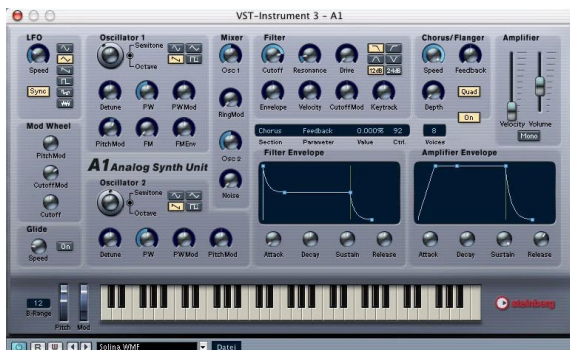 VST-Instrument 3 - A1
LFO
Speed
Sync
Mod Wheel
PitchMod
CutoffMod
Cutoff
Glide
Speed
On
Oscillator 1
Semitone
Octave
Detune
PW
PWMod
PitchMod
FM
FMEnv
A1 Analog Synth Unit
Oscillator 2
Semitone
Octave
Detune
PW
PWMod
PitchMod
Mixer
Osc 1
RingMod
Osc 2
Noise
Filter
Cutoff
Resonance
Drive
12dB
24dB
Envelope
Velocity
CutoffMod
Keytrack
Chorus/Flanger
Speed
Feedback
Depth
Quad
On
Amplifier
Velocity
Volume
Mono
Chorus
Feedback
0.000%
92
8
Section
Parameter
Value
Ctrl.
Voices
Filter Envelope
Attack
Decay
Sustain
Release
Amplifier Envelope
Attack
Decay
Sustain
Release
12
B-Range
Pitch
Mod
steinberg
R
W
Solina WMF
Datei